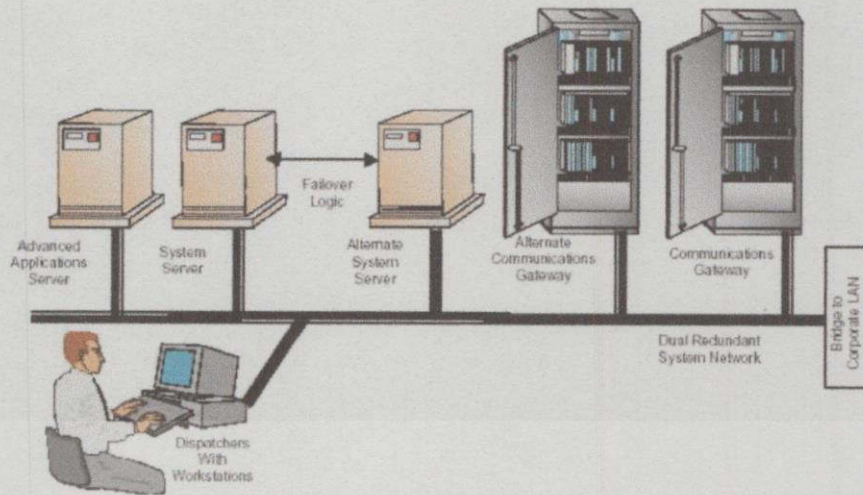 Failover
Logic
Advanced
Applications
Server
System
Server
Alternate
System
Server
Alternate
Communications
Gateway
Communications
Gateway
Bridge to
Corporate LAN
Dual Redundant
System Network
Dispatchers
With
Workstations